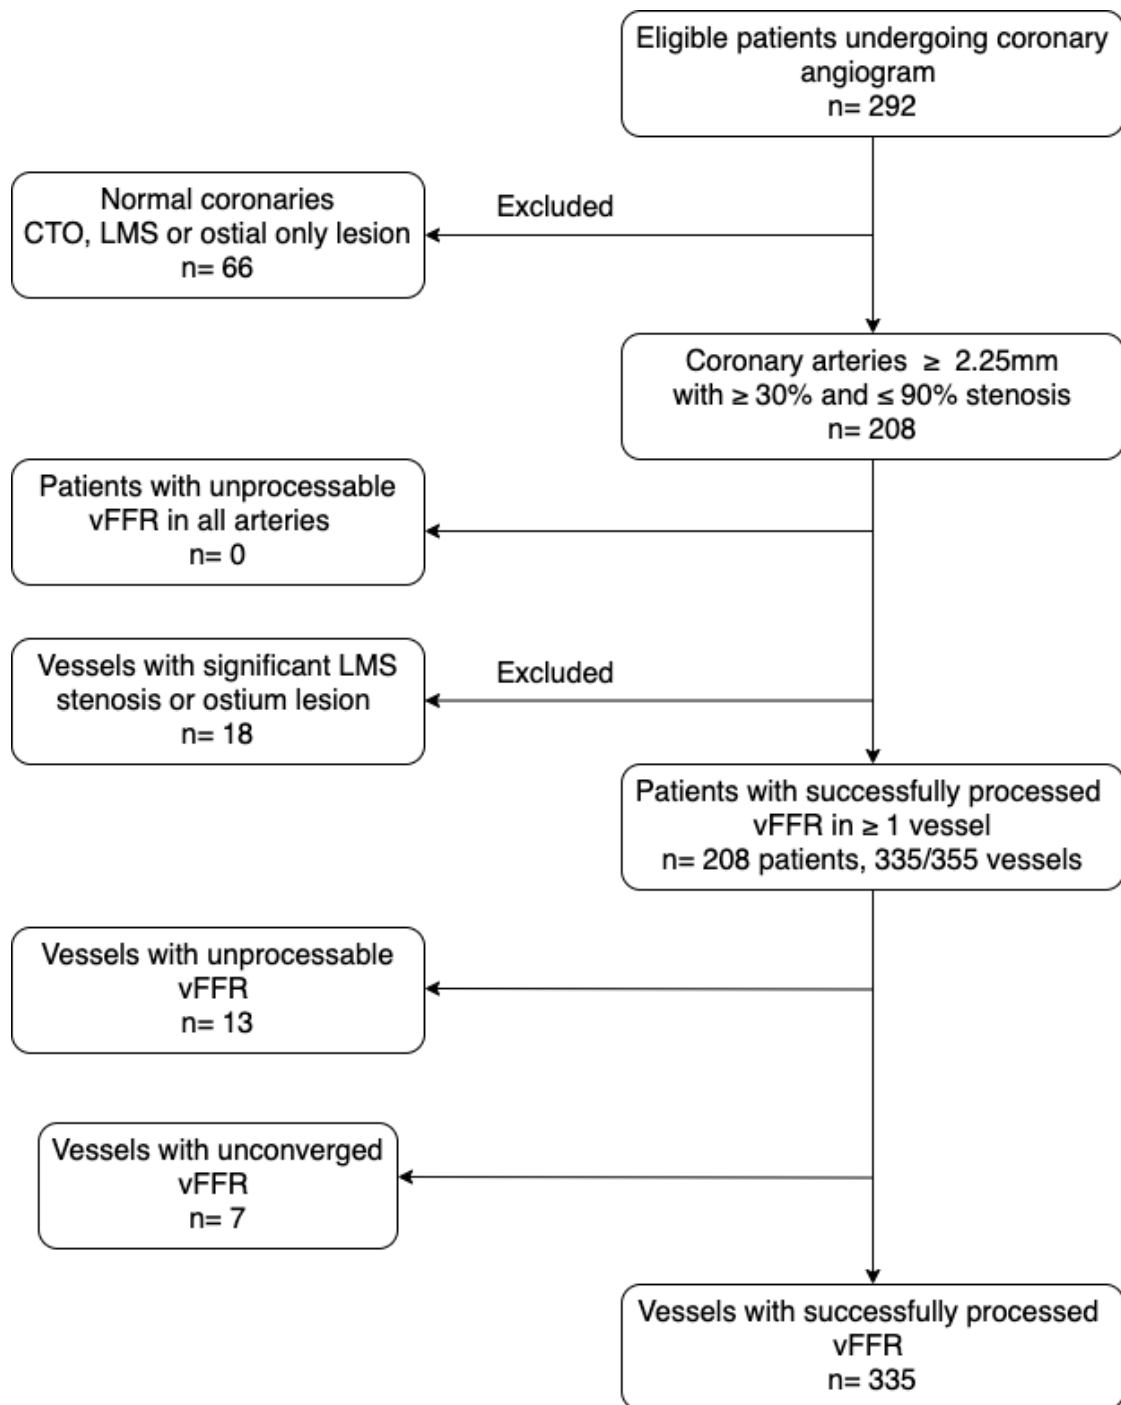 Eligible patients undergoing coronary
angiogram
n= 292
Normal coronaries
CTO, LMS or ostial only lesion
n= 66
Excluded
Coronary arteries ≥ 2.25mm
with ≥ 30% and ≤ 90% stenosis
n= 208
Patients with unprocessable
vFFR in all arteries
n= 0
Vessels with significant LMS
stenosis or ostium lesion
n= 18
Excluded
Patients with successfully processed
vFFR in ≥ 1 vessel
n= 208 patients, 335/355 vessels
Vessels with unprocessable
vFFR
n= 13
Vessels with unconverged
vFFR
n= 7
Vessels with successfully processed
vFFR
n= 335